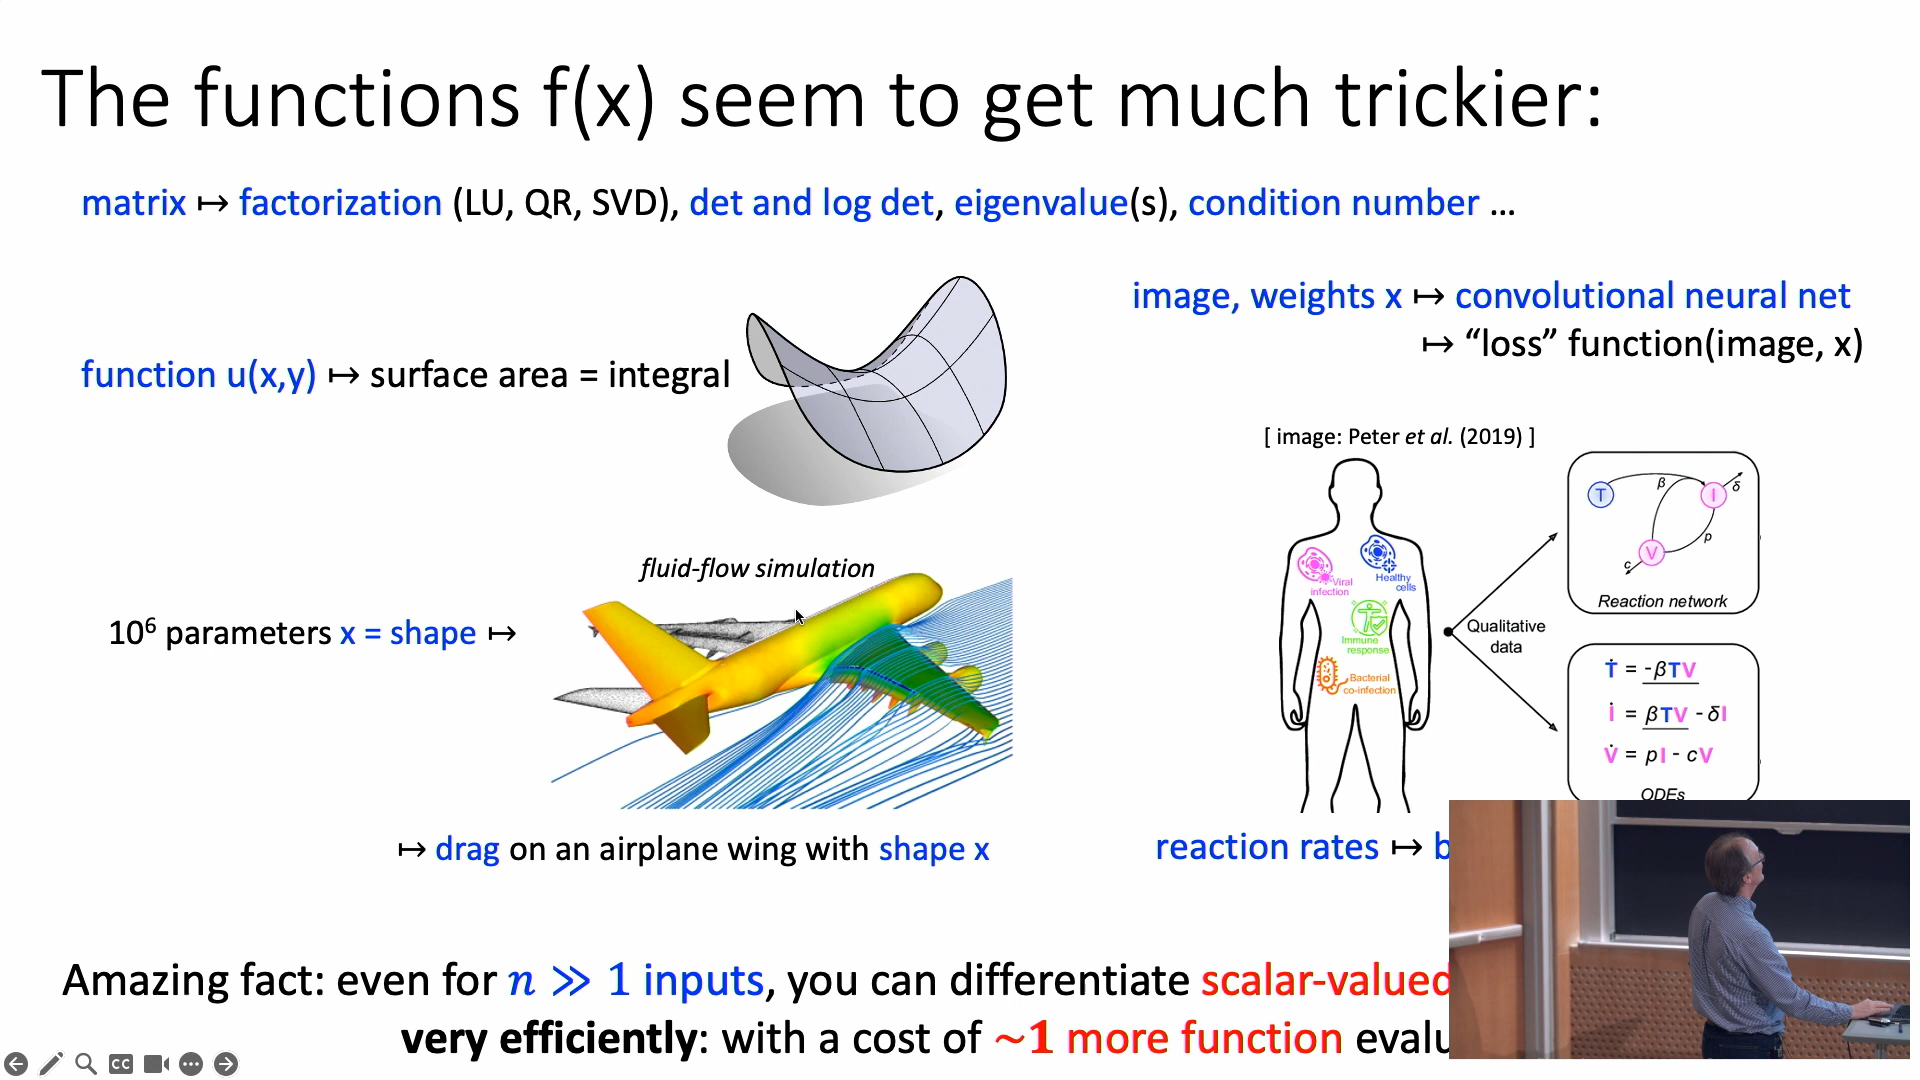 The functions f(x) seem to get much trickier:
matrix ↦ factorization (LU, QR, SVD), det and log det, eigenvalue(s), condition number ...
image, weights x ↦ convolutional neural net
↦ “loss” function(image, x)
function u(x,y) ↦ surface area = integral
[ image: Peter et al. (2019) ]
T
β
I
δ
V
p
c
Reaction network
Viral
infection
Healthy
cells
Immune
response
Bacterial
co-infection
Qualitative
data
Ṫ = -βTV
İ = βTV - δI
V̇ = pI - cV
ODEs
fluid-flow simulation
10⁶ parameters x = shape ↦
↦ drag on an airplane wing with shape x
reaction rates ↦ b
Amazing fact: even for n ≫ 1 inputs, you can differentiate scalar-valued
very efficiently: with a cost of ~1 more function evalu
CC